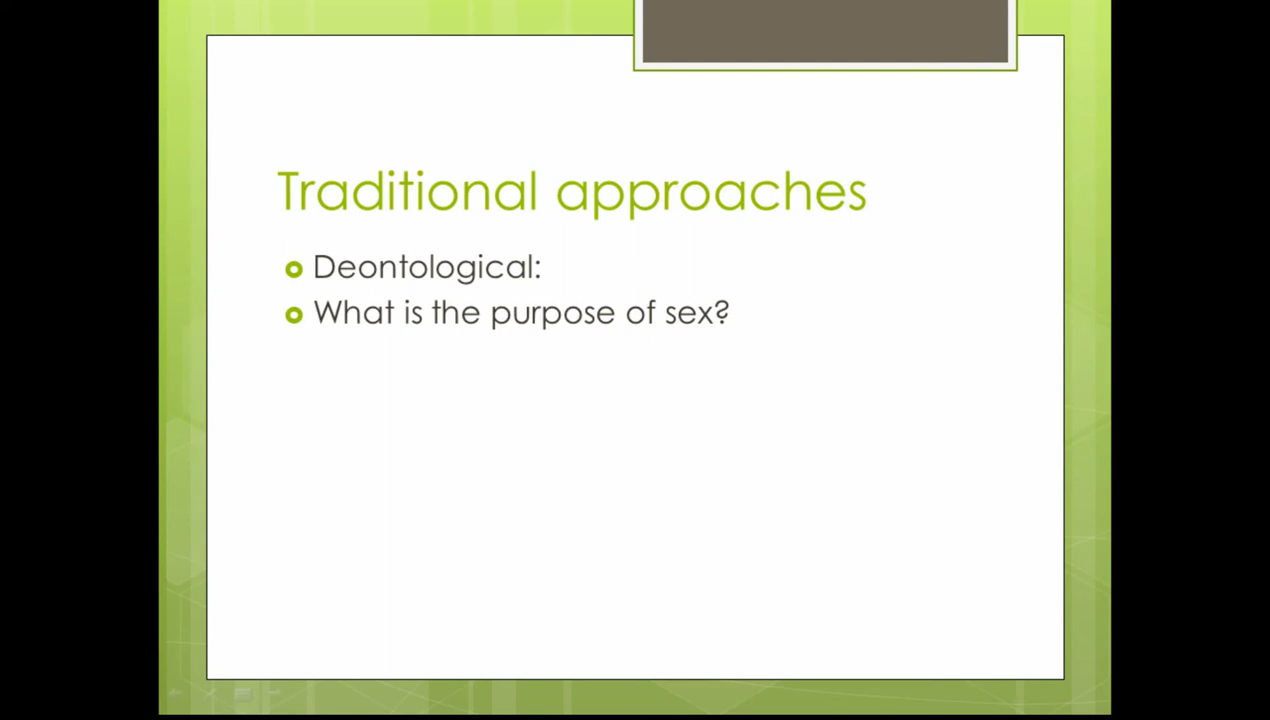 Traditional approaches
Deontological:
What is the purpose of sex?